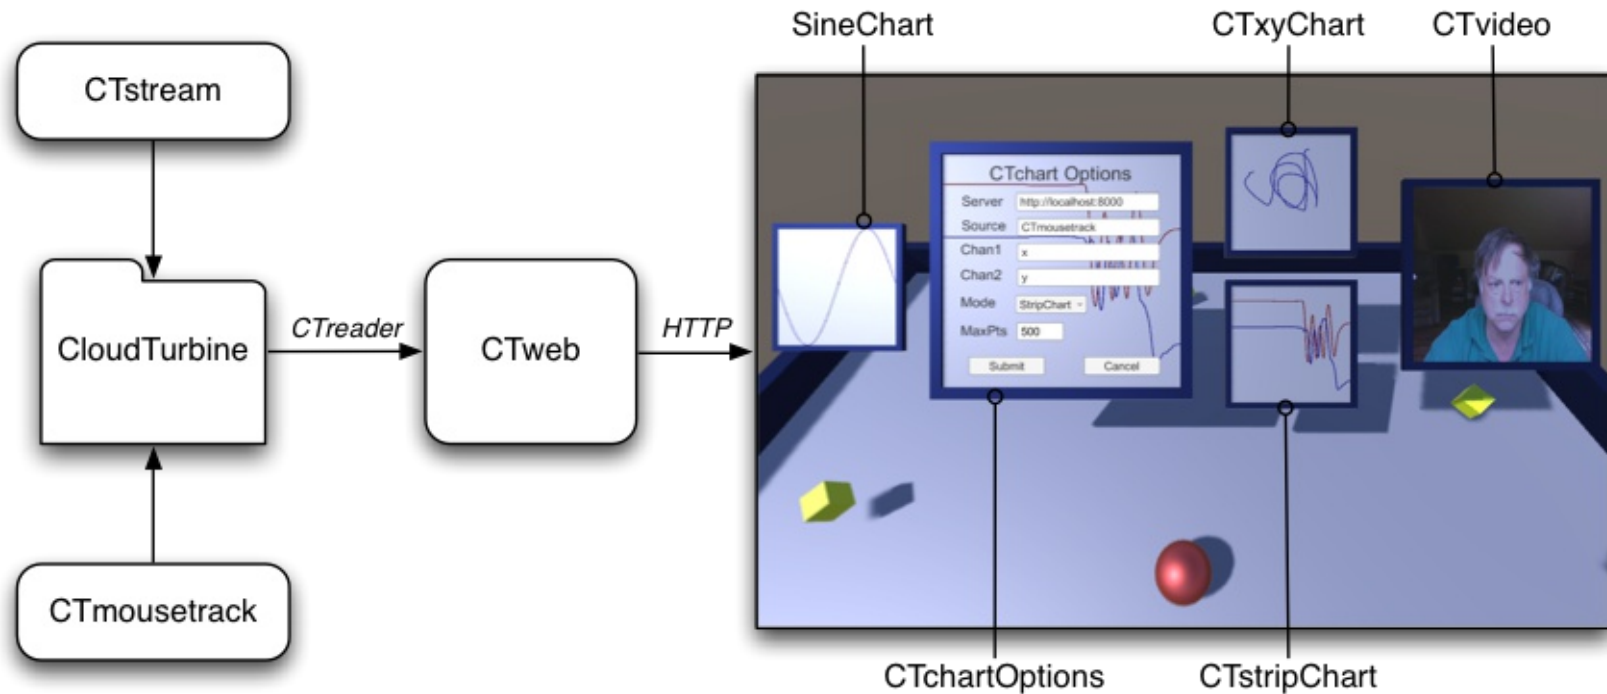 SineChart
CTxyChart
CTvideo
CTstream
CTchart Options
Server http://localhost:8000
Source CTmousetrack
Chan1 x
Chan2 y
Mode StripChart
MaxPts 500
Submit Cancel
CloudTurbine
CTreader
CTweb
HTTP
CTmousetrack
CTchartOptions
CTstripChart